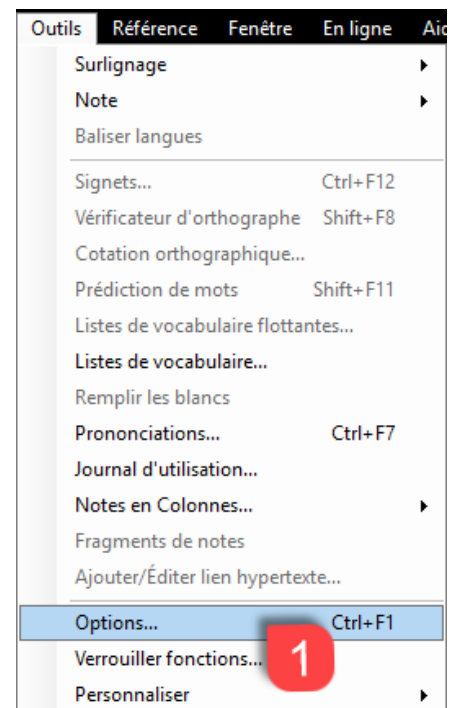 Outils Référence Fenêtre En ligne
Surlignage
Note
Baliser langues
Signets... Ctrl+F12
Vérificateur d'orthographe Shift+F8
Cotation orthographique...
Prédiction de mots Shift+F11
Listes de vocabulaire flottantes...
Listes de vocabulaire...
Remplir les blancs
Prononciations... Ctrl+F7
Journal d'utilisation...
Notes en Colonnes...
Fragments de notes
Ajouter/Éditer lien hypertexte...
Options... Ctrl+F1
Verrouiller fonctions... 1
Personnaliser